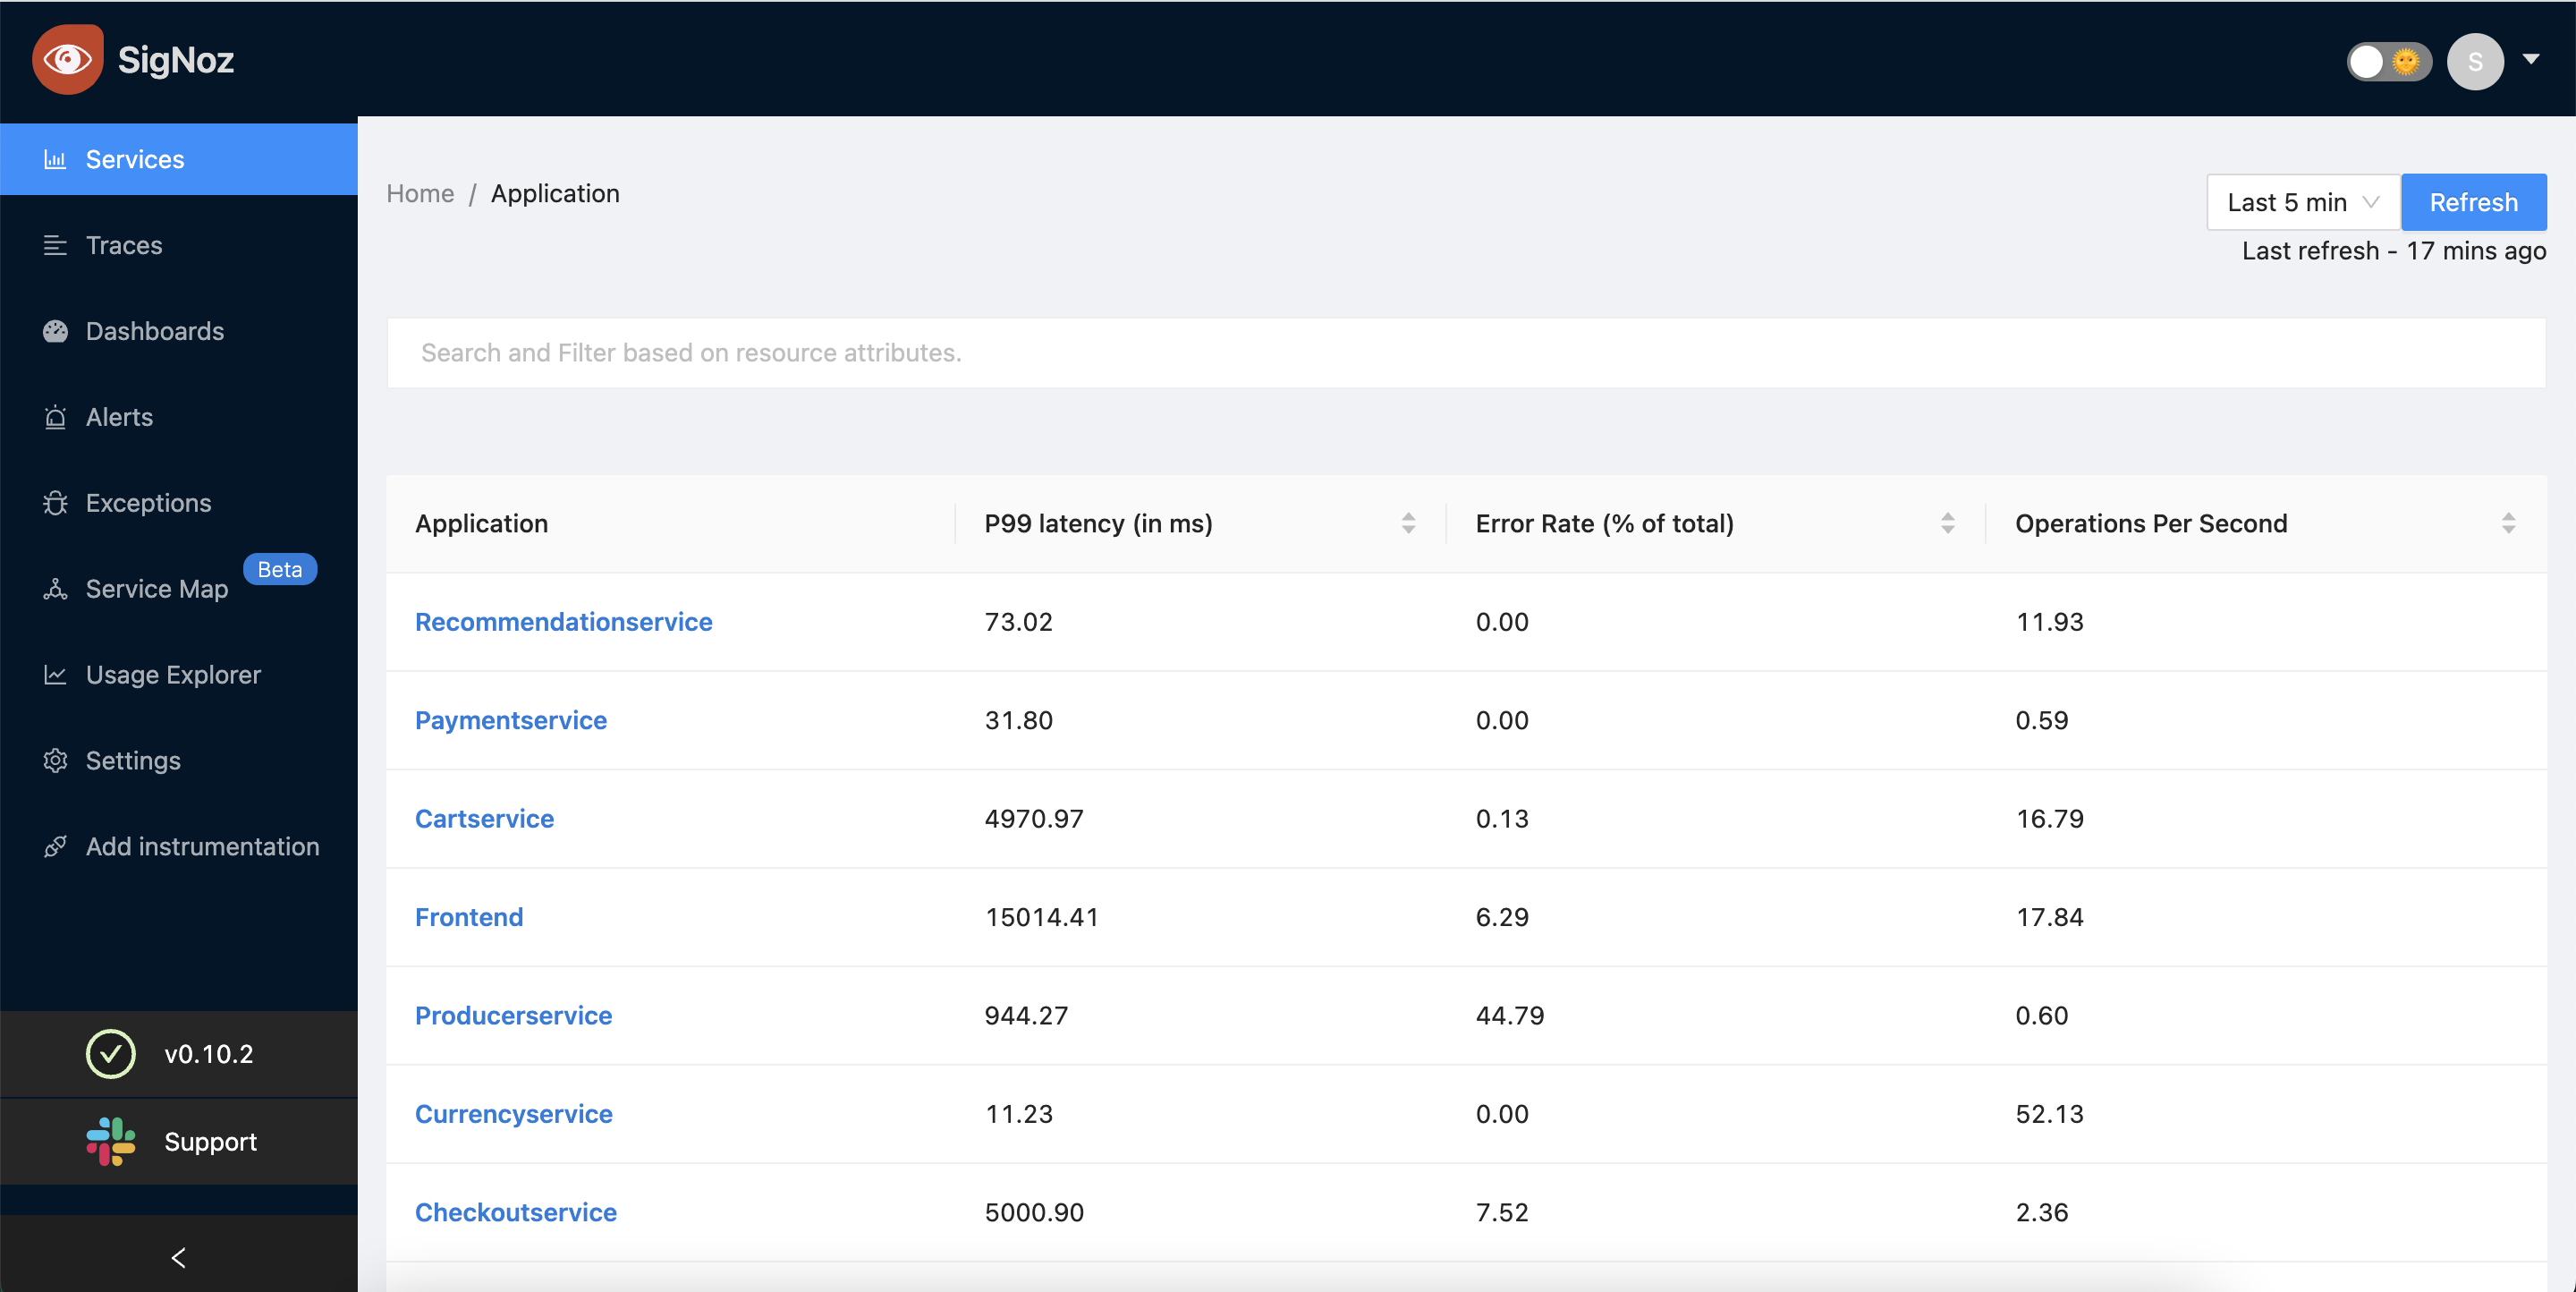 SigNoz
S
Services
Home / Application
Last 5 min
Refresh
Last refresh - 17 mins ago
Traces
Dashboards
Alerts
Exceptions
Service Map
Beta
Usage Explorer
Settings
Add instrumentation
v0.10.2
Support
Search and Filter based on resource attributes.
Application P99 latency (in ms) Error Rate (% of total) Operations Per Second
Recommendationservice 73.02 0.00 11.93
Paymentservice 31.80 0.00 0.59
Cartservice 4970.97 0.13 16.79
Frontend 15014.41 6.29 17.84
Producerservice 944.27 44.79 0.60
Currencyservice 11.23 0.00 52.13
Checkoutservice 5000.90 7.52 2.36